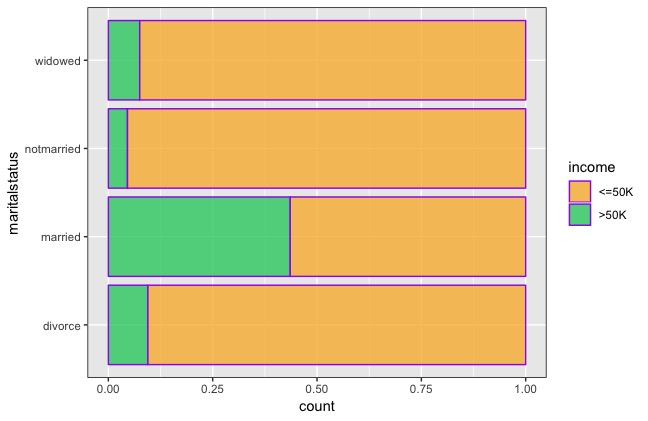 widowed
notmarried
married
divorce
maritalstatus
0.00 0.25 0.50 0.75 1.00
count
income
<=50K
>50K